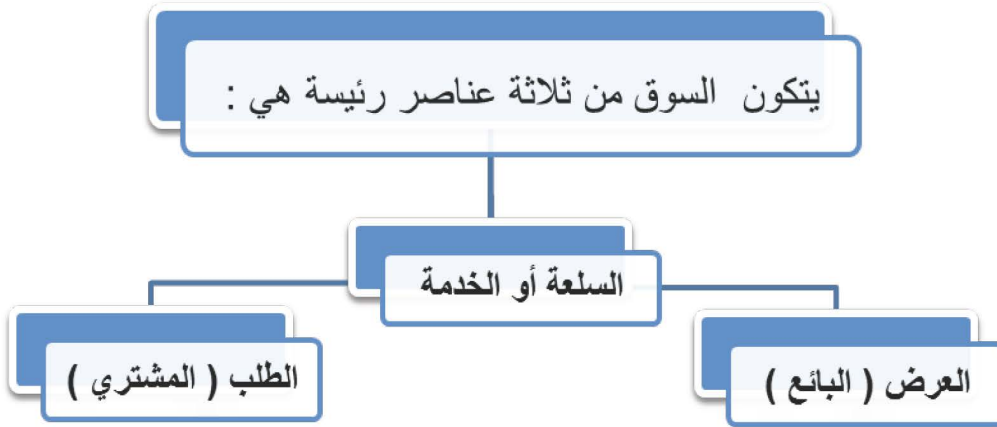 يتكون السوق من ثلاثة عناصر رئيسة هي :
السلعة أو الخدمة
العرض ( البائع )
الطلب ( المشتري )